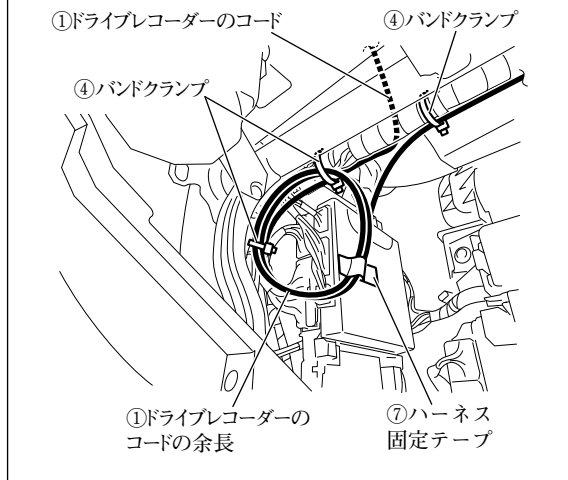 ①ドライブレコーダーのコード
④バンドクランプ
④バンドクランプ
①ドライブレコーダーの
コードの余長
⑦ハーネス
固定テープ